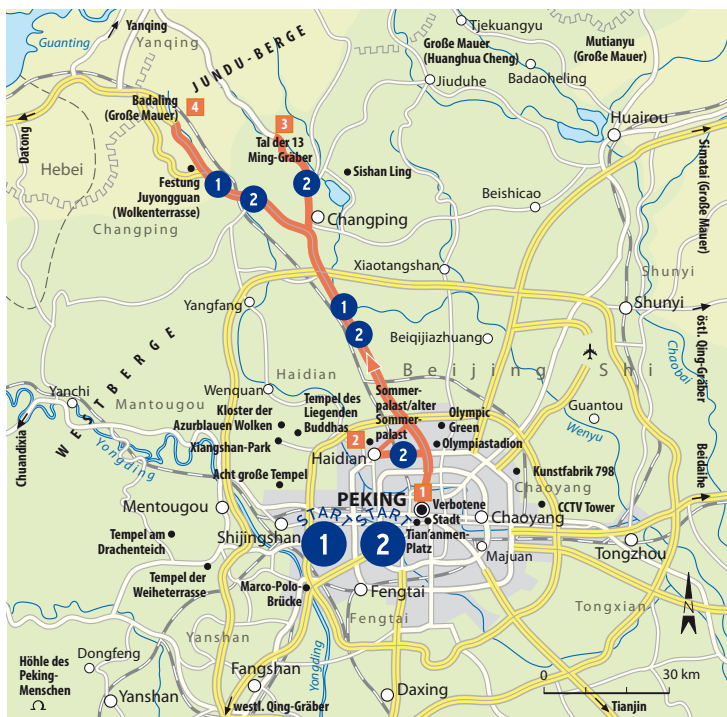 Guanting
Yanqing
Yanqing
JUNDU-BERGE
Tjekuangyu
Große Mauer
(Huanghua Cheng)
Mutianyu
(Große Mauer)
Badaoheling
Jiuduhe
Badaling
(Große Mauer)
4
3
Tal der 13
Ming-Gräber
Huairou
Datong
Hebei
Simatai (Große Mauer)
Festung
Juyongguan
(Wolkenterrasse)
1
2
2
Sishan Ling
Beishicao
Changping
Changping
Xiaotangshan
Shunyi
Shunyi
Yangfang
1
2
Beiqijiazhuang
östl. Qing-Gräber
Chaobai
WESTBERGE
Haidian
Beijing Shi
Yanchi
Mantougou
Wenquan
Kloster der
Azurblauen Wolken
Tempel des
Liegenden
Buddhas
Sommer-
palast/alter
Sommer-
palast
Olympic
Green
Olympiastadion
Guantou
Wenyu
Chuandixia
Yongding
Xiangshan-Park
2
Haidian
2
Acht große Tempel
Kunstfabrik 798
Chaoyang
CCTV Tower
Beidaihe
PEKING
1
Verbotene
Stadt
Tian'anmen-
Platz
Chaoyang
Mentougou
Shijingshan
START
1
START
2
Tempel am
Drachenteich
Majuan
Tongzhou
Tempel der
Weiheterrasse
Marco-Polo-
Brücke
Fengtai
Fengtai
Tongxian
Yanshan
Höhle des
Peking-
Menschen
Dongfeng
Yongding
Fangshan
Yanshan
westl. Qing-Gräber
Daxing
0 30 km
Tianjin